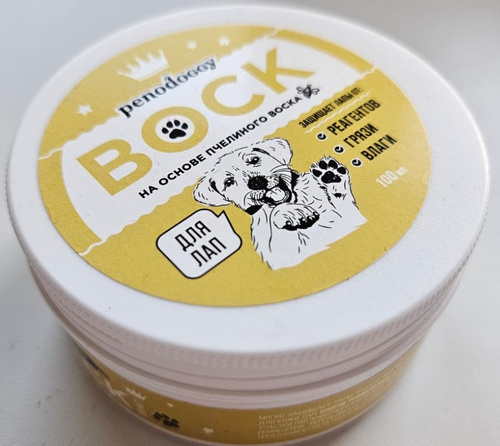 penodoggy
ВОСК
НА ОСНОВЕ ПЧЕЛИНОГО ВОСКА
ЗАЩИЩАЕТ ЛАПЫ ОТ:
РЕАГЕНТОВ
ГРЯЗИ
ВЛАГИ
100 мл
ДЛЯ
ЛАП